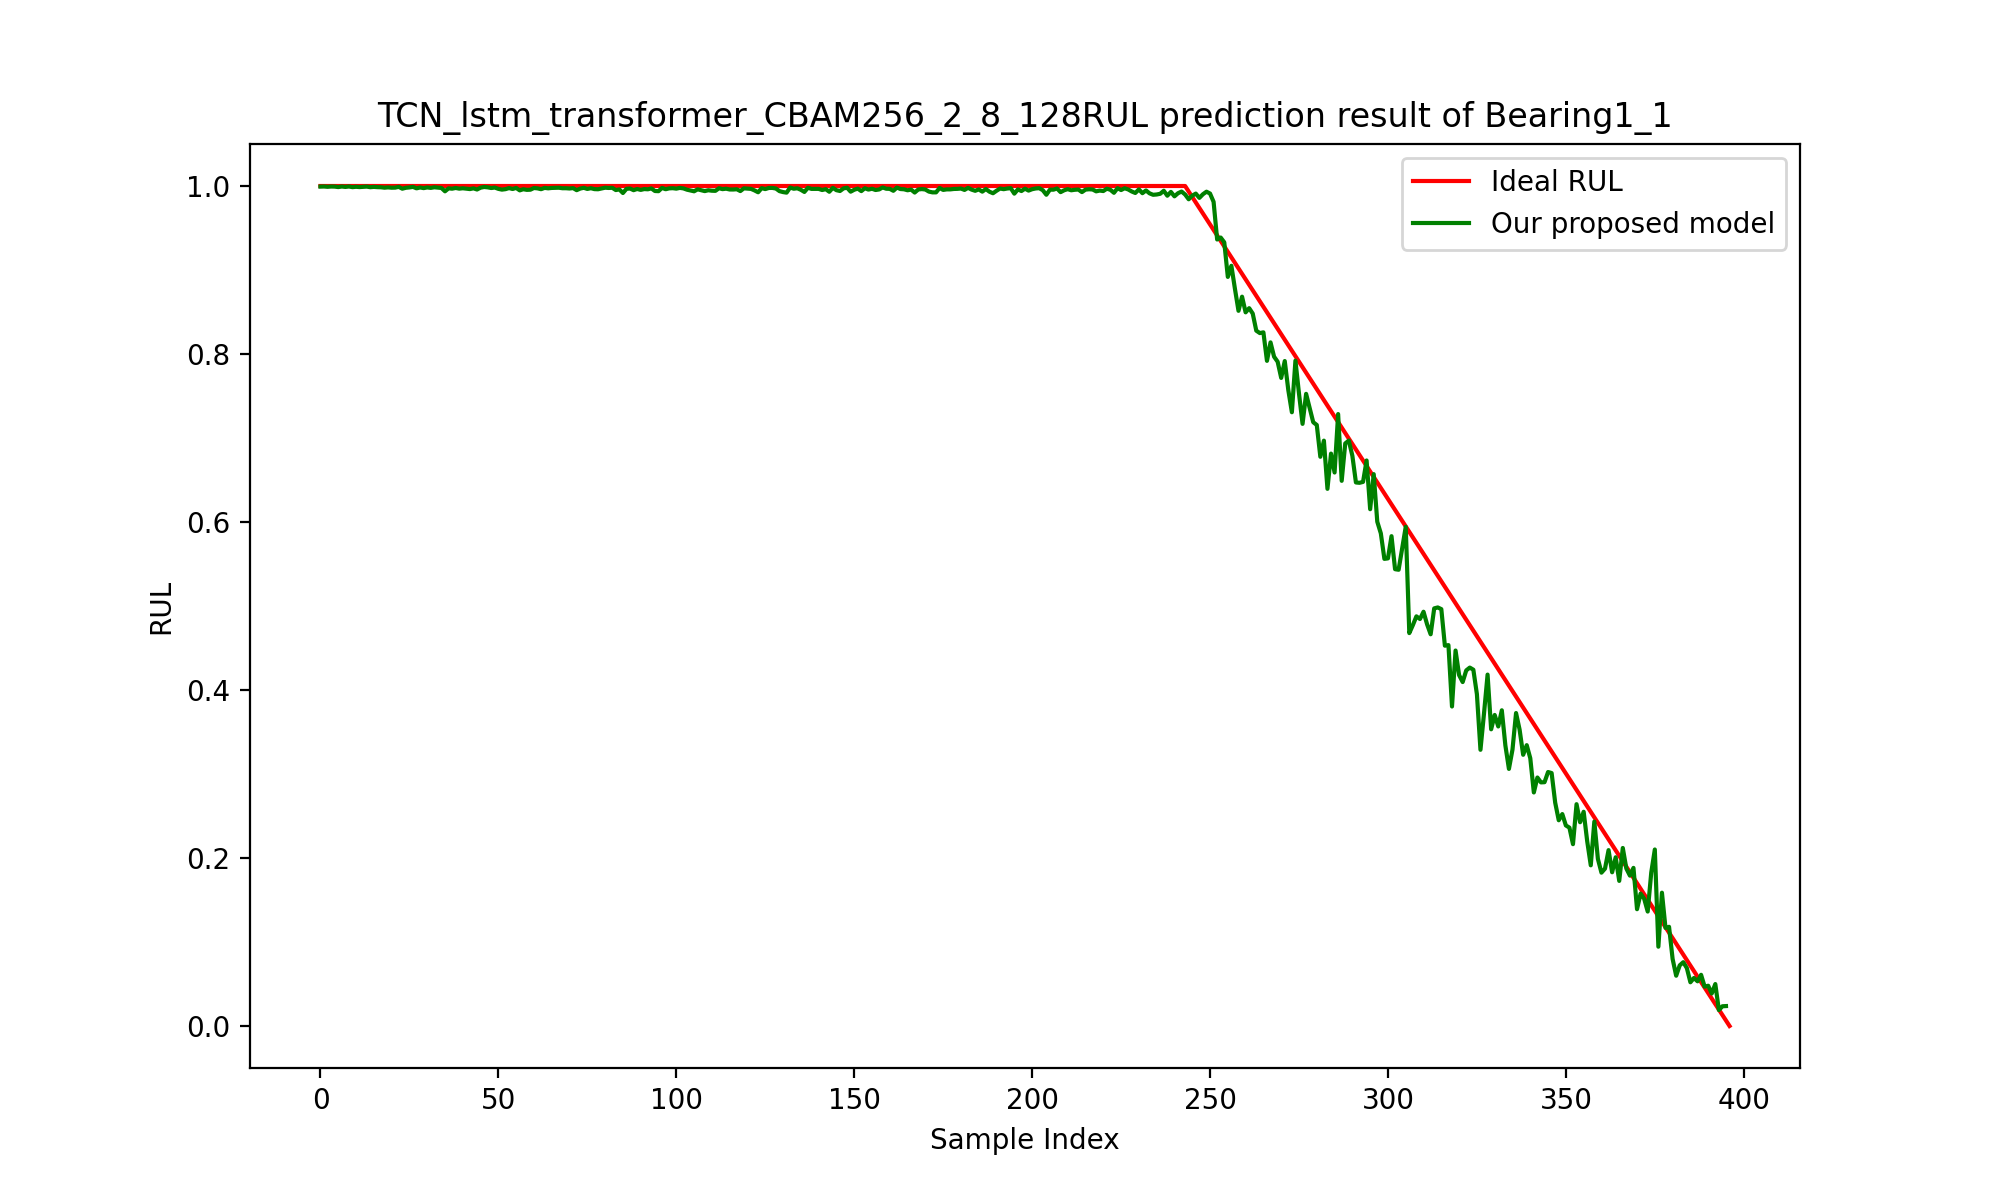 TCN_lstm_transformer_CBAM256_2_8_128RUL prediction result of Bearing1_1
Ideal RUL
Our proposed model
1.0
0.8
0.6
0.4
0.2
0.0
RUL
0 50 100 150 200 250 300 350 400
Sample Index